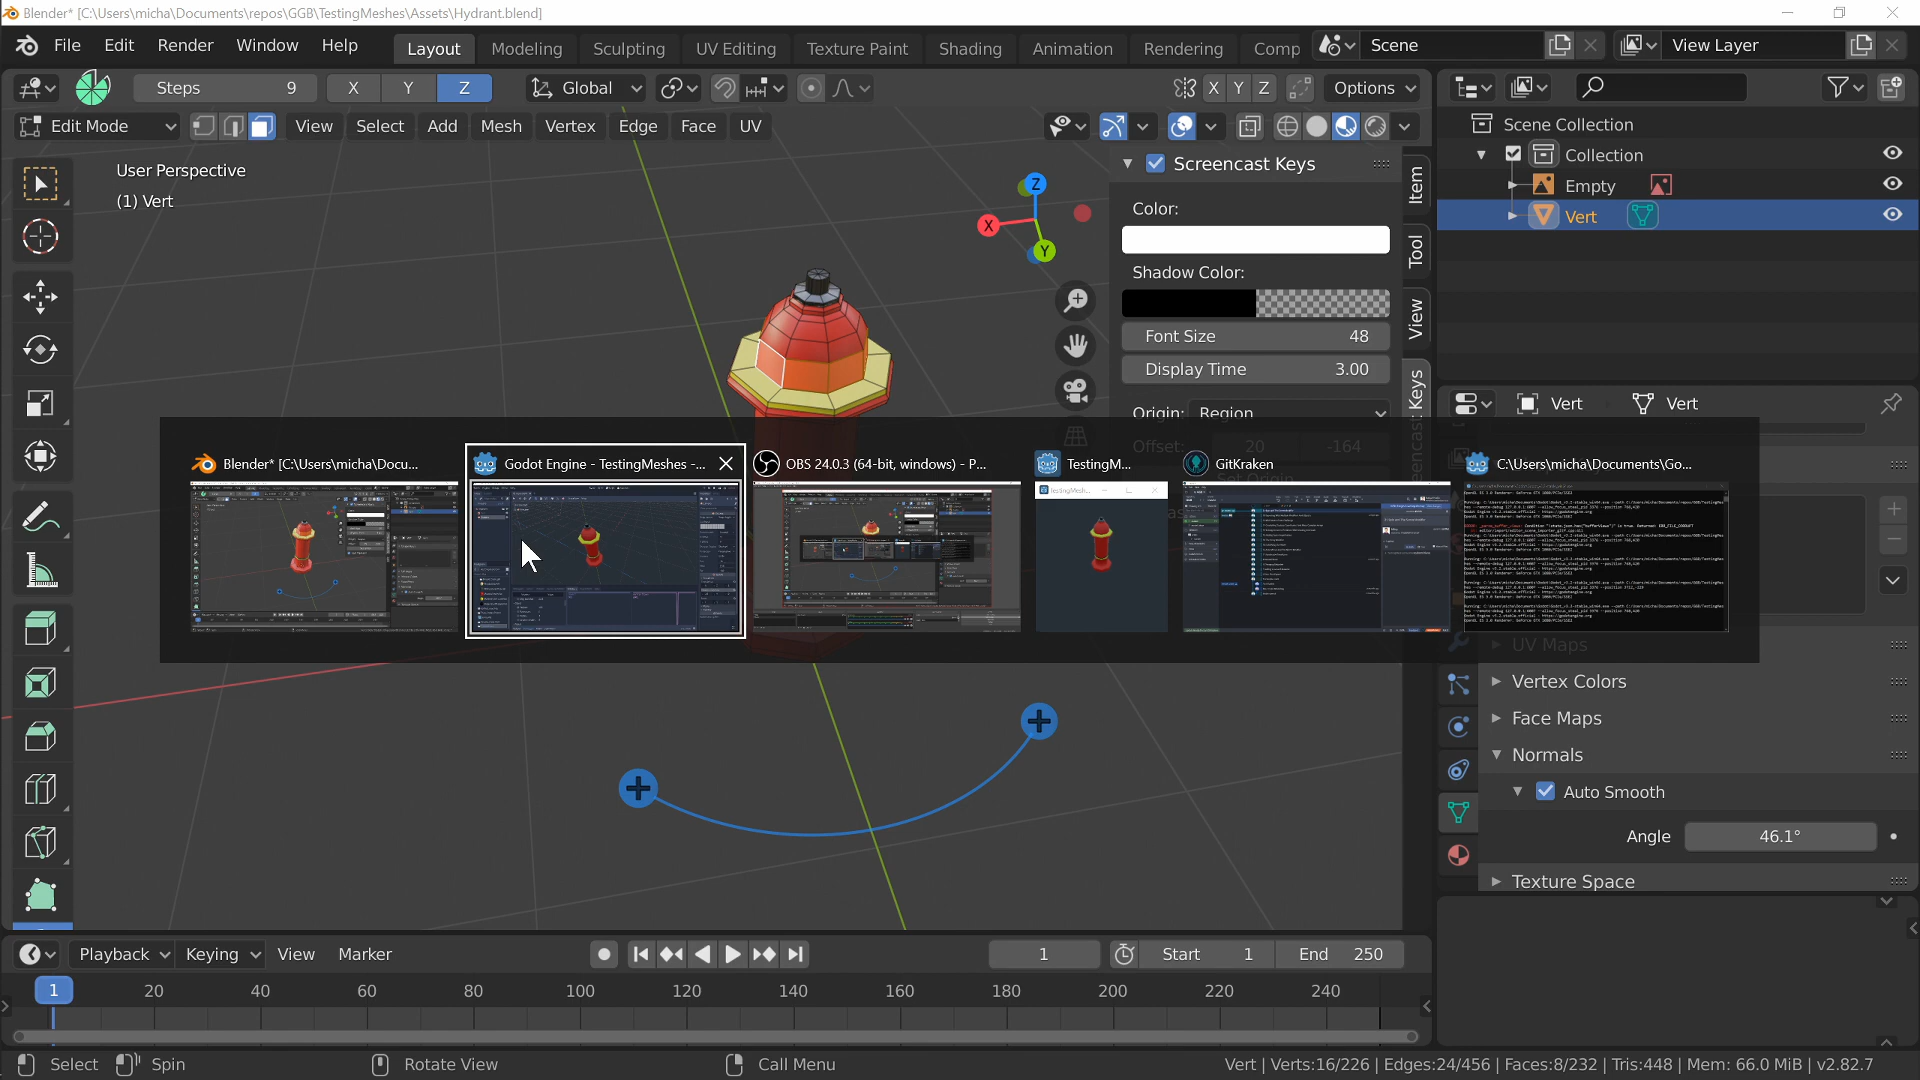 Blender* [C:\Users\micha\Documents\repos\GGB\TestingMeshes\Assets\Hydrant.blend]
File Edit Render Window Help Layout Modeling Sculpting UV Editing Texture Paint Shading Animation Rendering Comp Scene View Layer
Steps 9 X Y Z Global X Y Z Options
Edit Mode View Select Add Mesh Vertex Edge Face UV
User Perspective
(1) Vert
Z
X
Y
Screencast Keys
Color:
Shadow Color:
Font Size 48
Display Time 3.00
Origin: Region
Offset: 20 -164
Item
Tool
View
Scene Collection
Collection
Empty
Vert
Vert Vert
Blender* [C:\Users\micha\Docu...
Godot Engine - TestingMeshes -...
OBS 24.0.3 (64-bit, windows) - P...
TestingM...
GitKraken
C:\Users\micha\Documents\Go...
UV Maps
Vertex Colors
Face Maps
Normals
Auto Smooth
Angle 46.1°
Texture Space
Playback Keying View Marker 1 Start 1 End 250
1 20 40 60 80 100 120 140 160 180 200 220 240
Select Spin Rotate View Call Menu Vert | Verts:16/226 | Edges:24/456 | Faces:8/232 | Tris:448 | Mem: 66.0 MiB | v2.82.7